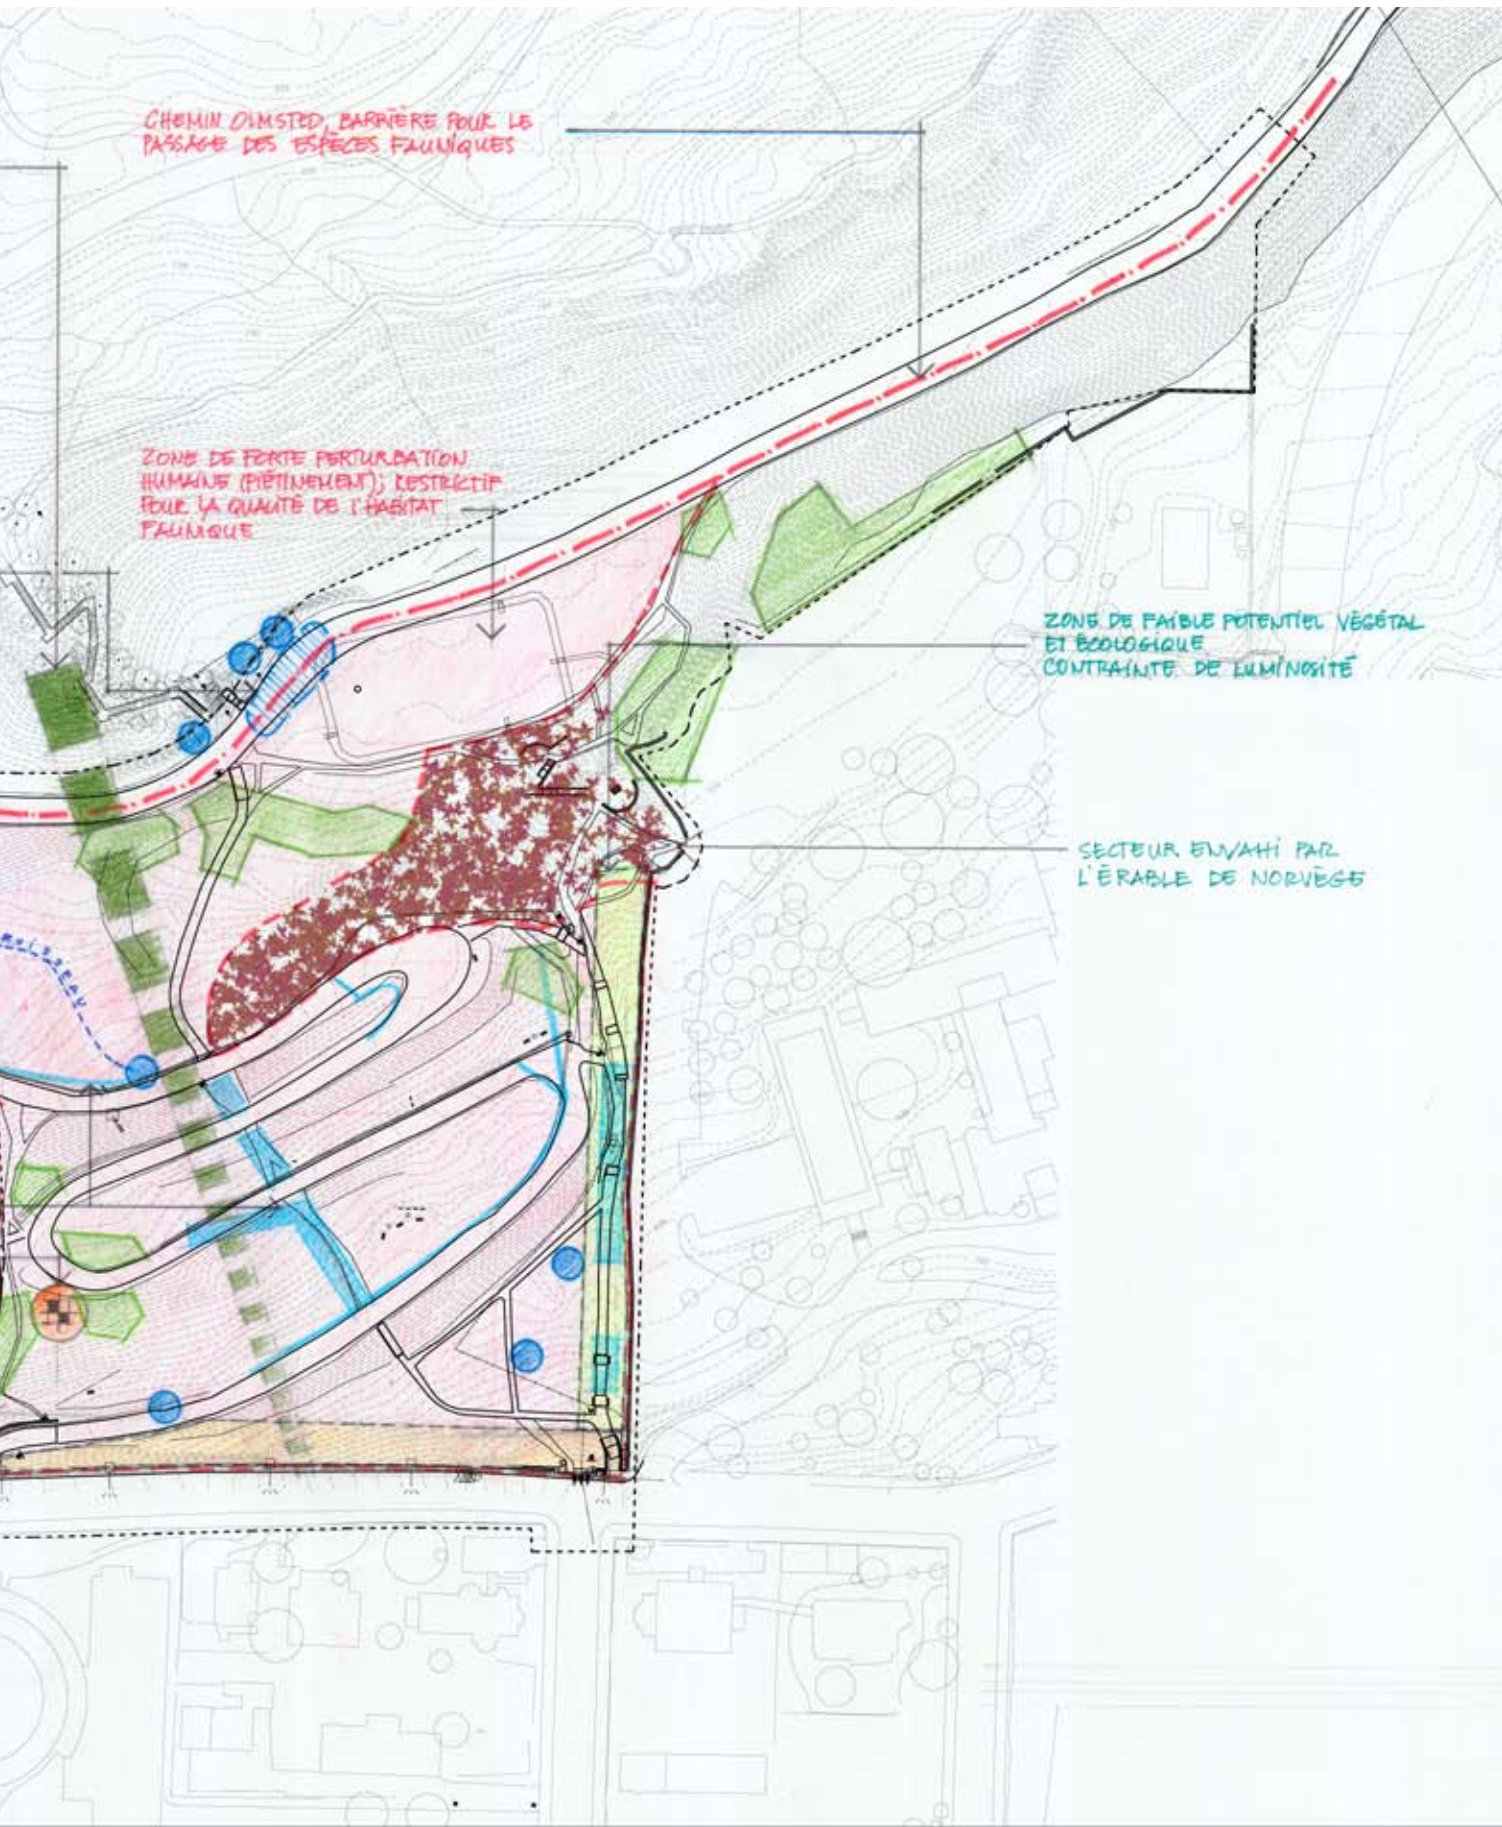 CHEMIN OLMSTED, BARRIÈRE POUR LE
PASSAGE DES ESPÈCES FAUNIQUES
ZONE DE FORTE PERTURBATION
HUMAINE (PIÉTINEMENT); RESTRICTIF
POUR LA QUALITÉ DE L'HABITAT
FAUNIQUE
ZONE DE FAIBLE POTENTIEL VÉGÉTAL
ET ÉCOLOGIQUE
CONTRAINTE DE LUMINOSITÉ
SECTEUR ENVAHI PAR
L'ÉRABLE DE NORVÈGE